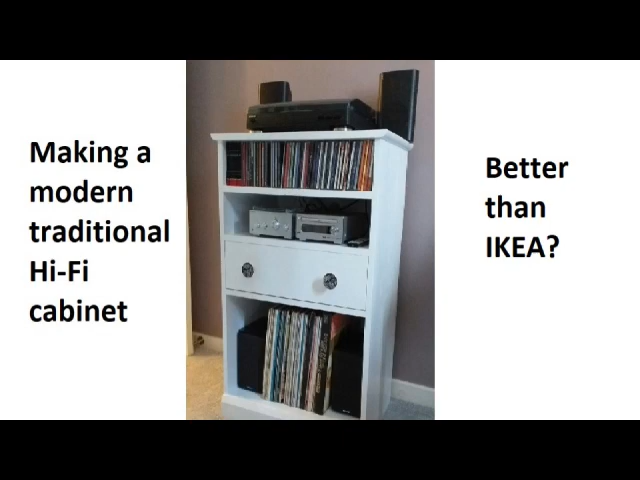 Making a
modern
traditional
Hi-Fi
cabinet
Better
than
IKEA?